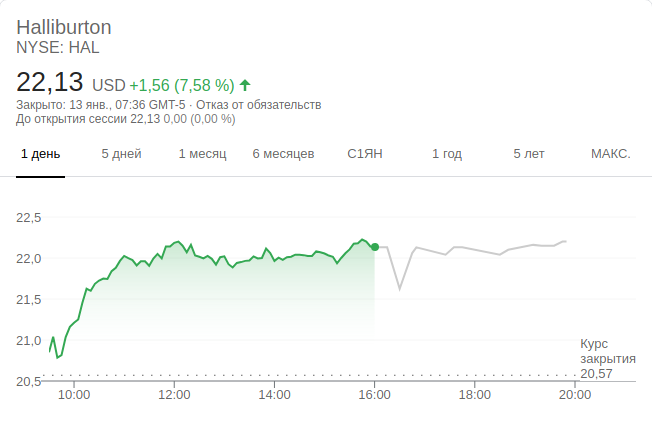 Halliburton
NYSE: HAL
22,13 USD +1,56 (7,58 %)
Закрыто: 13 янв., 07:36 GMT-5 · Отказ от обязательств
До открытия сессии 22,13 0,00 (0,00 %)
1 день 5 дней 1 месяц 6 месяцев С1ЯН 1 год 5 лет МАКС.
22,5
22,0
21,5
21,0
20,5
Курс
закрытия
20,57
10:00 12:00 14:00 16:00 18:00 20:00